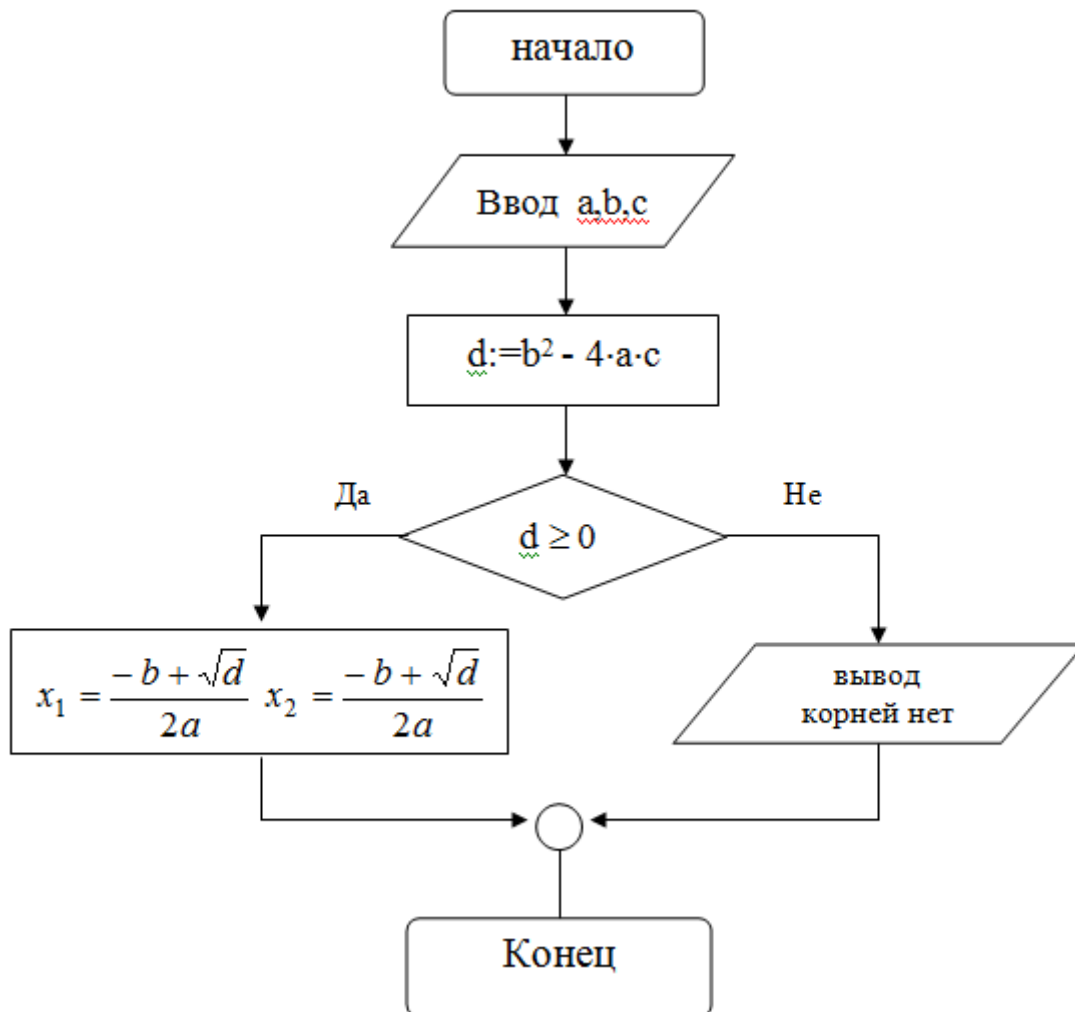 начало
Ввод a,b,c
d:=b² - 4·a·c
Да
Не
d ≥ 0
x₁ = (-b + √d)/2a x₂ = (-b + √d)/2a
вывод
корней нет
Конец